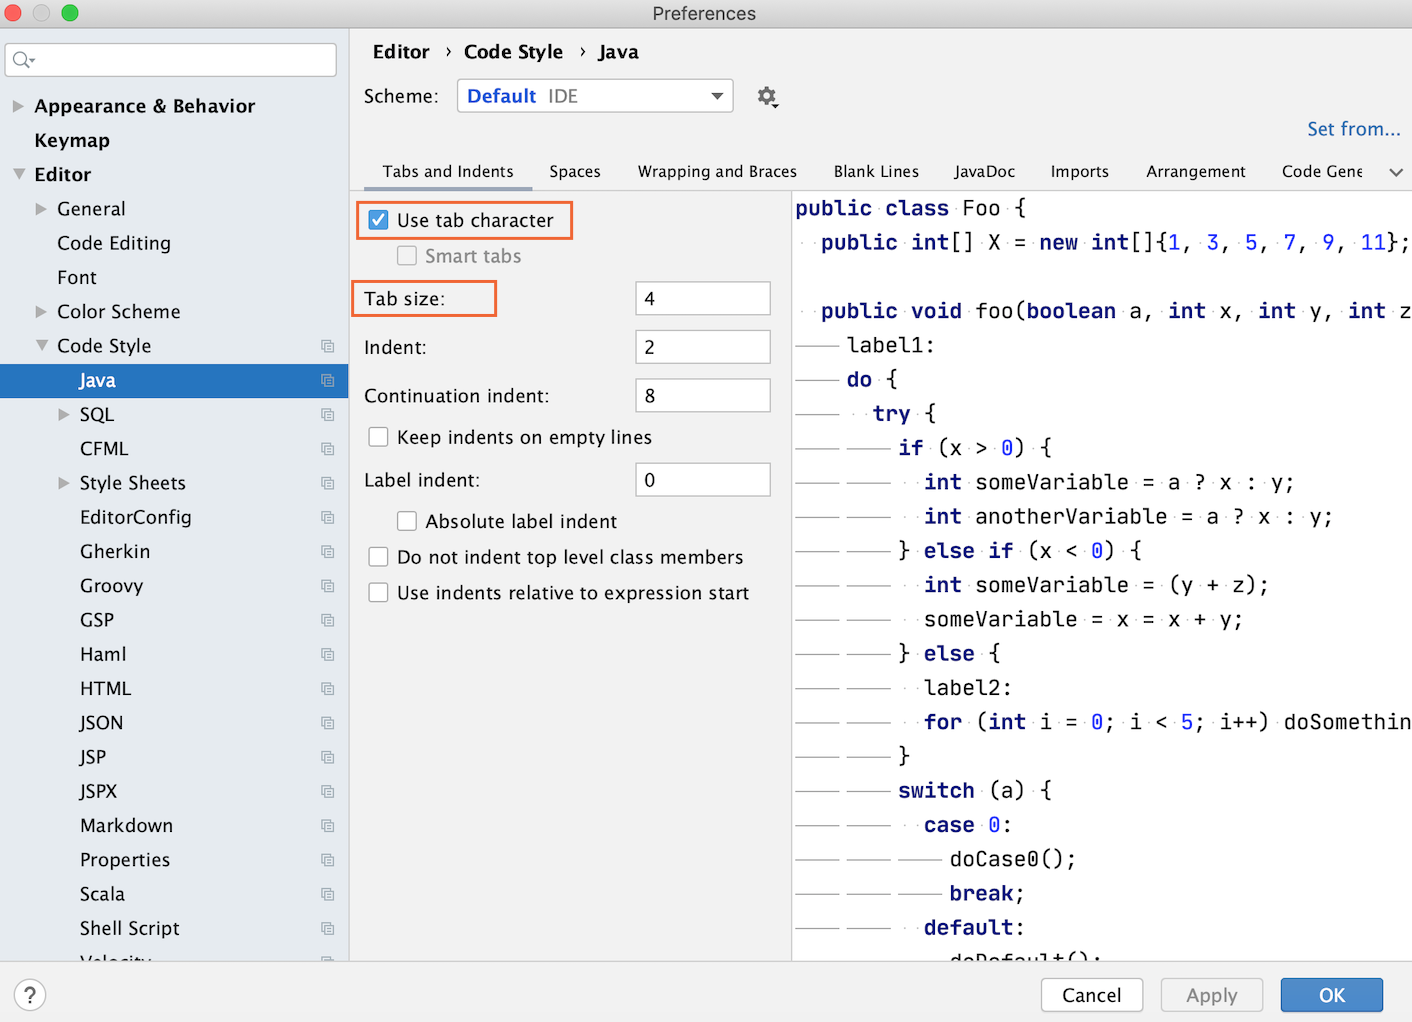 Preferences
Appearance & Behavior
Keymap
Editor
General
Code Editing
Font
Color Scheme
Code Style
Java
SQL
CFML
Style Sheets
EditorConfig
Gherkin
Groovy
GSP
Haml
HTML
JSON
JSP
JSPX
Markdown
Properties
Scala
Shell Script
Velocity
Editor › Code Style › Java
Scheme: Default IDE
Set from...
Tabs and Indents Spaces Wrapping and Braces Blank Lines JavaDoc Imports Arrangement Code Gene
Use tab character
Smart tabs
Tab size: 4
Indent: 2
Continuation indent: 8
Keep indents on empty lines
Label indent: 0
Absolute label indent
Do not indent top level class members
Use indents relative to expression start
public class Foo {
public int[] X = new int[]{1, 3, 5, 7, 9, 11};
public void foo(boolean a, int x, int y, int z
label1:
do {
try {
if (x > 0) {
int someVariable = a ? x : y;
int anotherVariable = a ? x : y;
} else if (x < 0) {
int someVariable = (y + z);
someVariable = x = x + y;
} else {
label2:
for (int i = 0; i < 5; i++) doSomethin
}
switch (a) {
case 0:
doCase0();
break;
default:
doDefault();
?
Cancel Apply OK